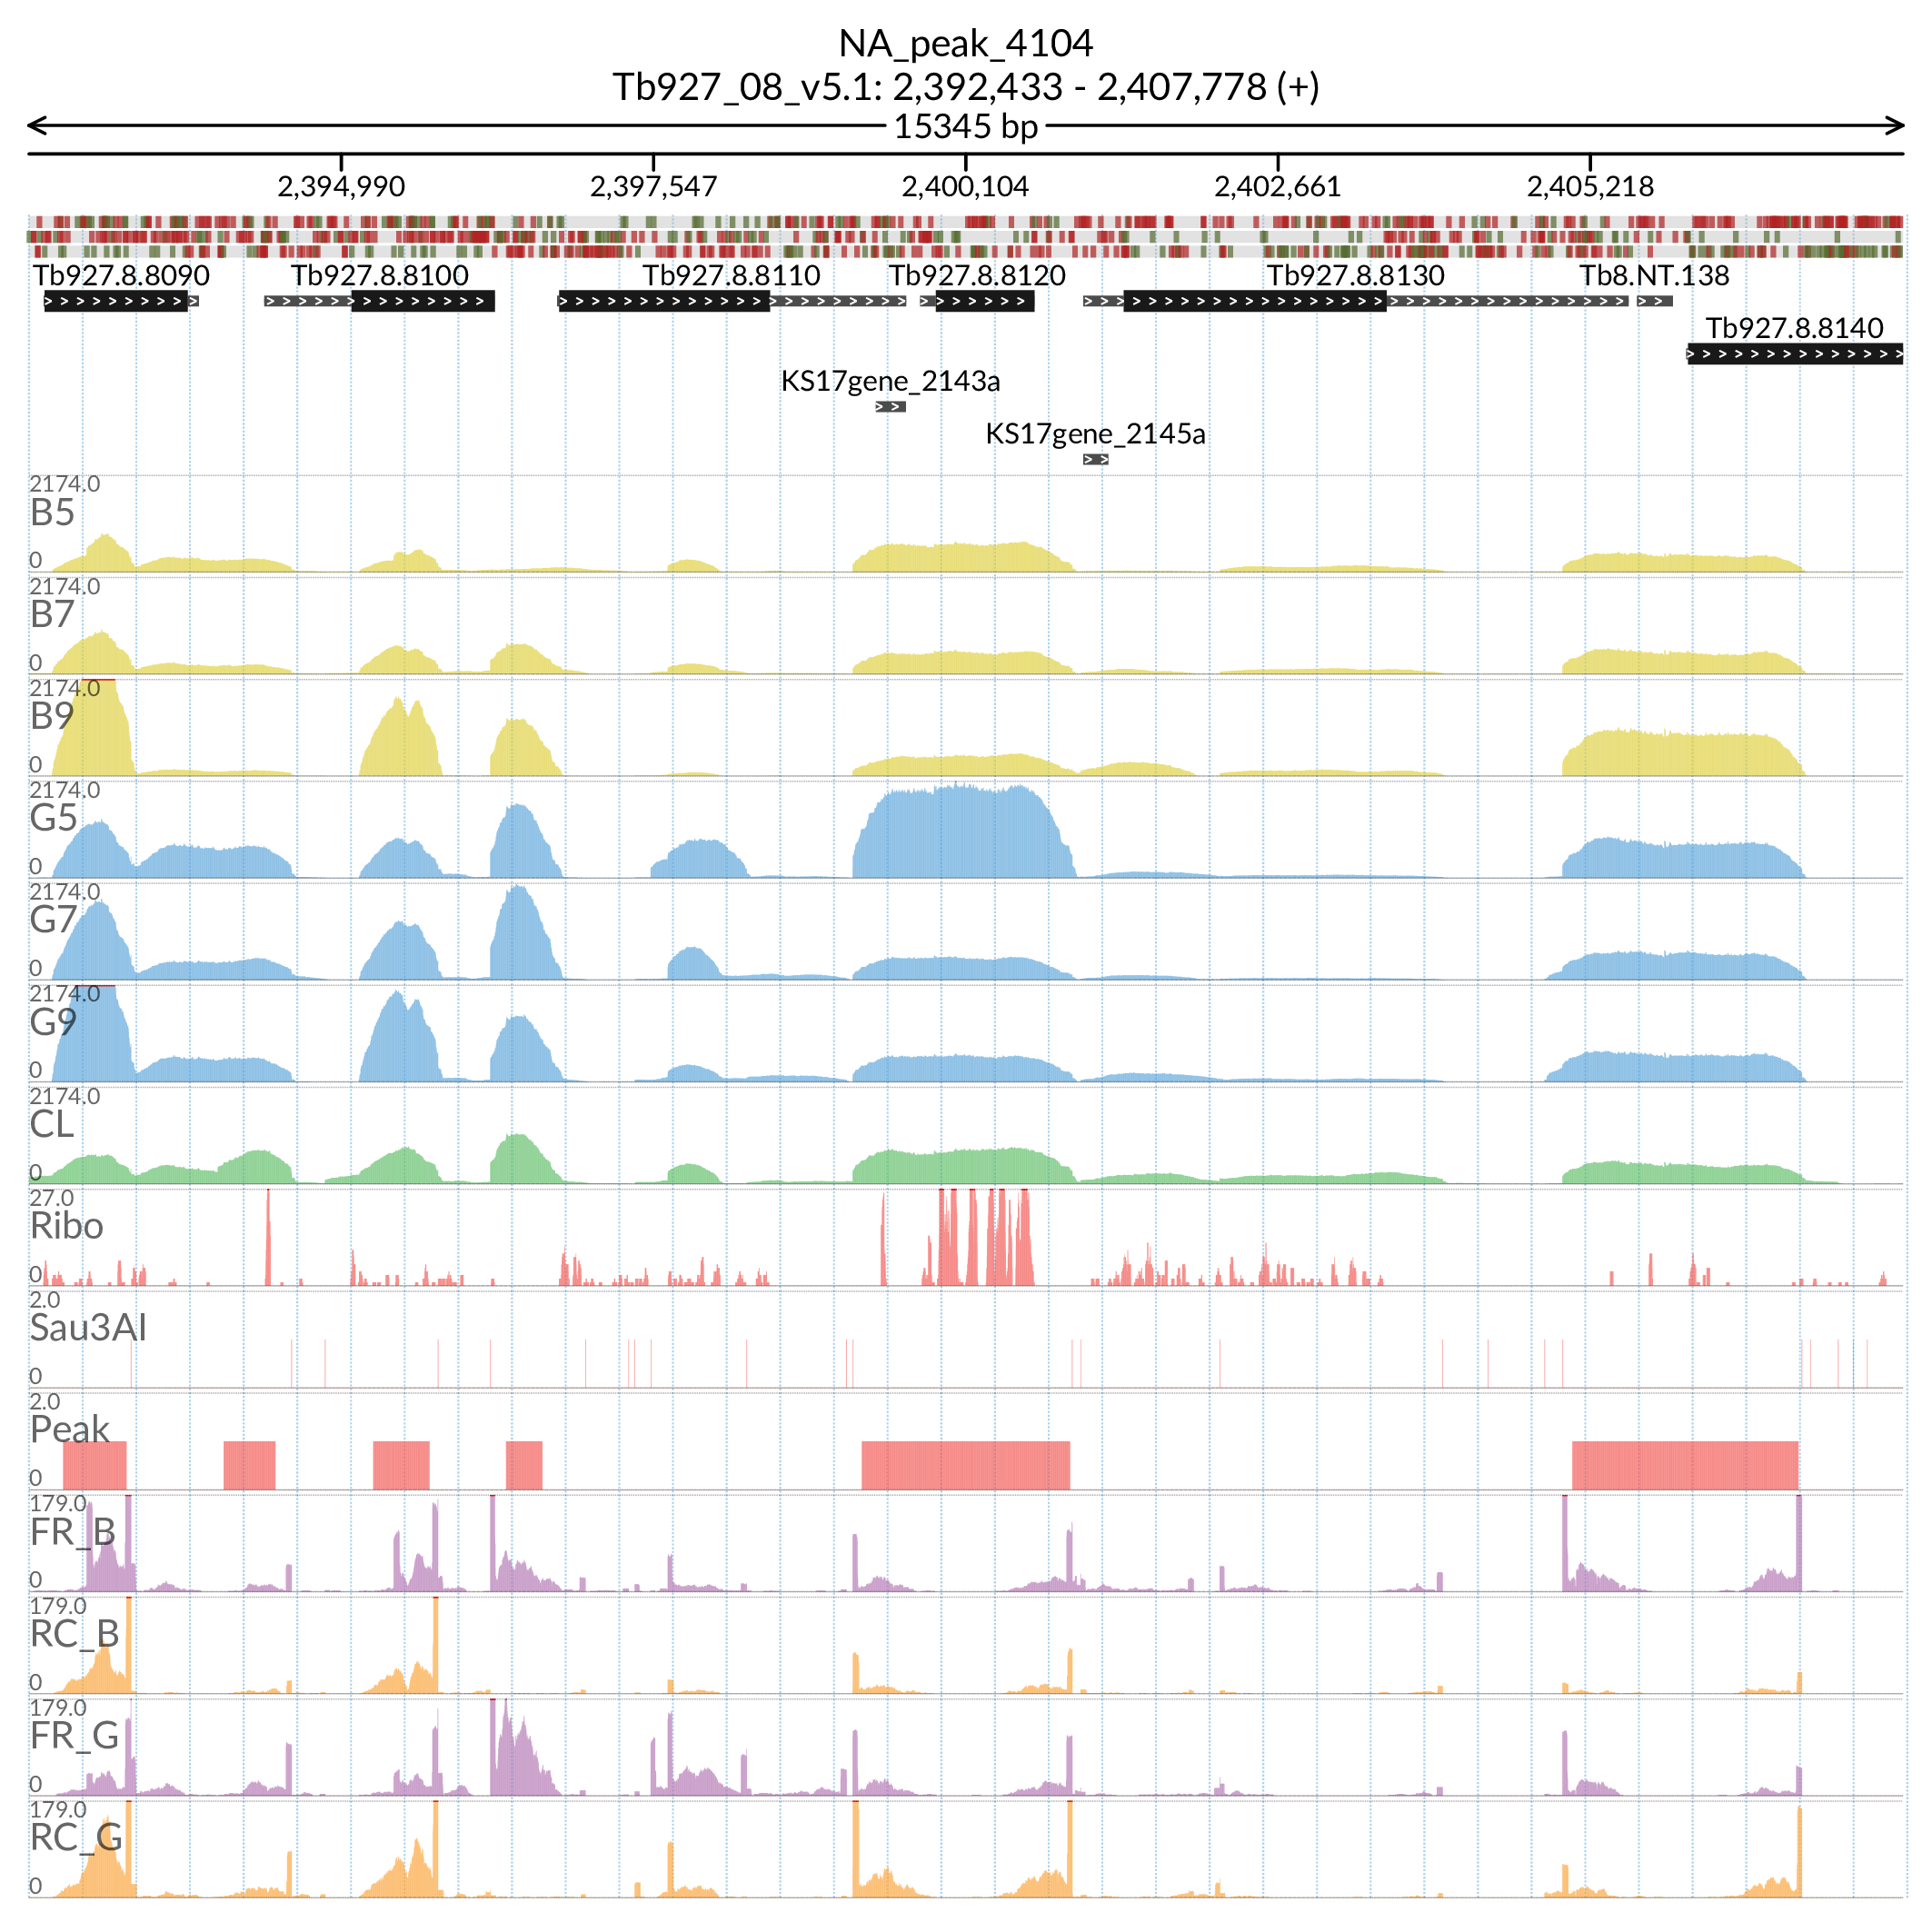 NA_peak_4104
Tb927_08_v5.1: 2,392,433 - 2,407,778 (+)
15345 bp
2,394,990 2,397,547 2,400,104 2,402,661 2,405,218
Tb927.8.8090 Tb927.8.8100 Tb927.8.8110 Tb927.8.8120 Tb927.8.8130 Tb8.NT.138
Tb927.8.8140
KS17gene_2143a
KS17gene_2145a
2174.0
B5
0
2174.0
B7
0
2174.0
B9
0
2174.0
G5
0
2174.0
G7
0
2174.0
G9
0
2174.0
CL
0
27.0
Ribo
0
2.0
Sau3AI
0
2.0
Peak
0
179.0
FR_B
0
179.0
RC_B
0
179.0
FR_G
0
179.0
RC_G
0